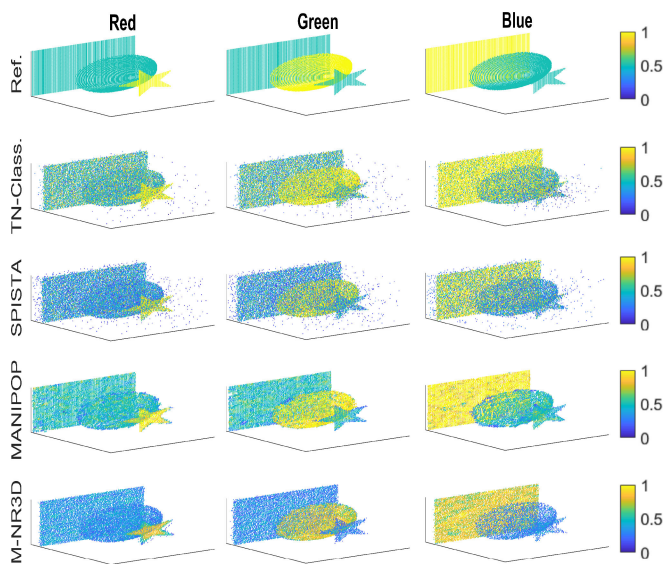 Red Green Blue
Ref.
1
0.5
0
TN-Class.
1
0.5
0
SPISTA
1
0.5
0
MANIPOP
1
0.5
0
M-NR3D
1
0.5
0